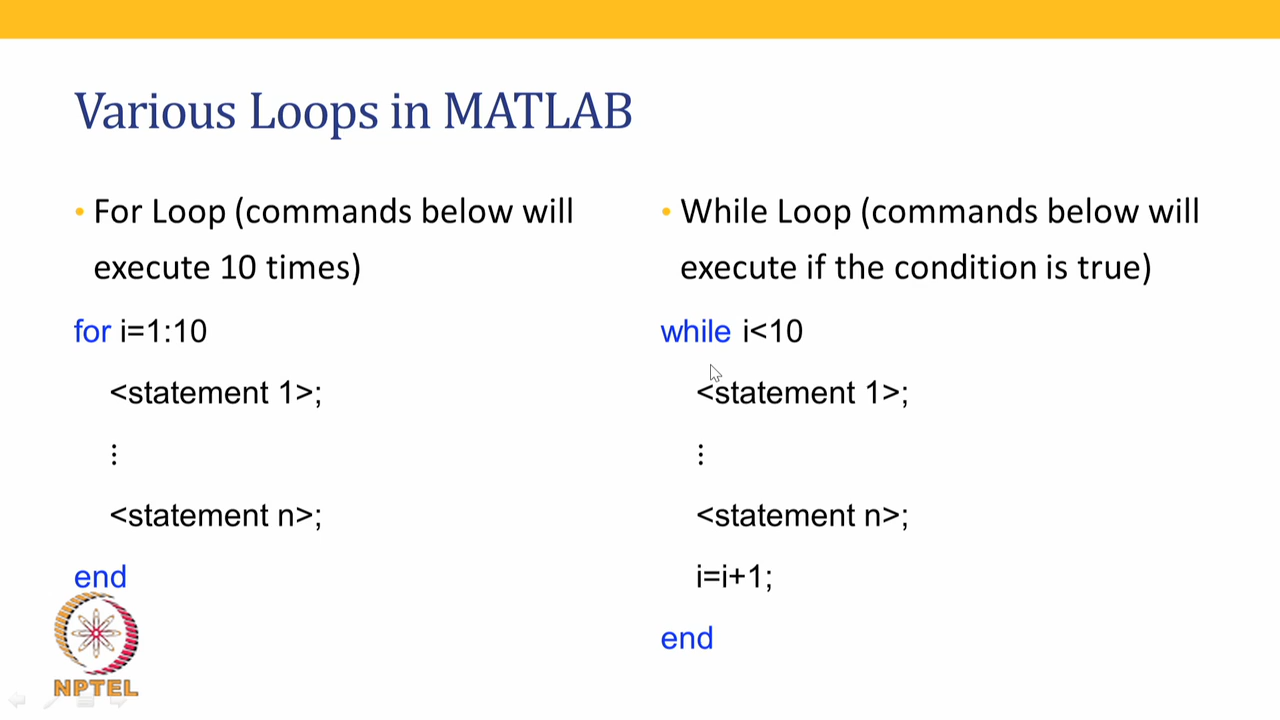 Various Loops in MATLAB
• For Loop (commands below will
execute 10 times)
for i=1:10
<statement 1>;
⋮
<statement n>;
end
• While Loop (commands below will
execute if the condition is true)
while i<10
<statement 1>;
⋮
<statement n>;
i=i+1;
end
NPTEL